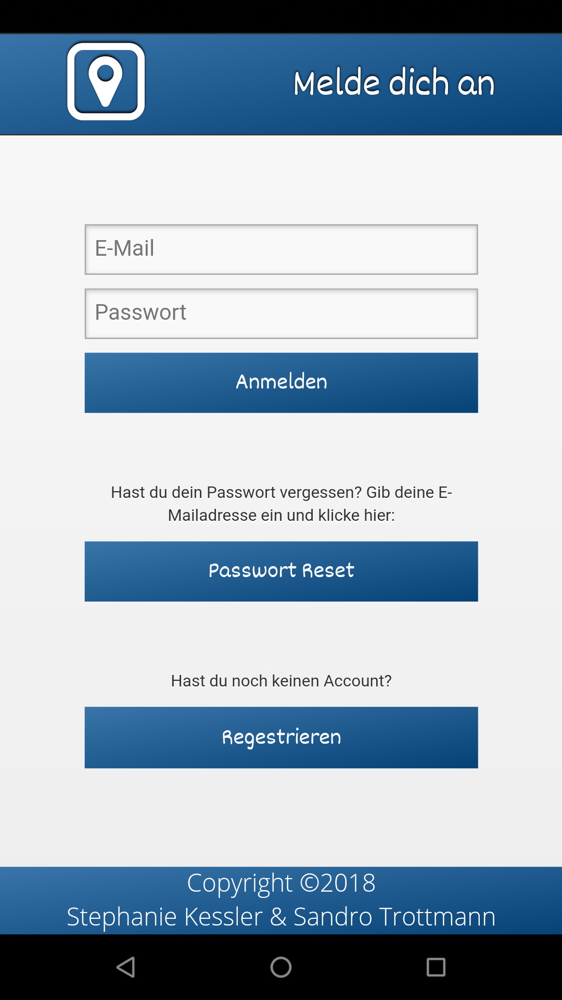 Melde dich an
E-Mail
Passwort
Anmelden
Hast du dein Passwort vergessen? Gib deine E-
Mailadresse ein und klicke hier:
Passwort Reset
Hast du noch keinen Account?
Regestrieren
Copyright ©2018
Stephanie Kessler & Sandro Trottmann